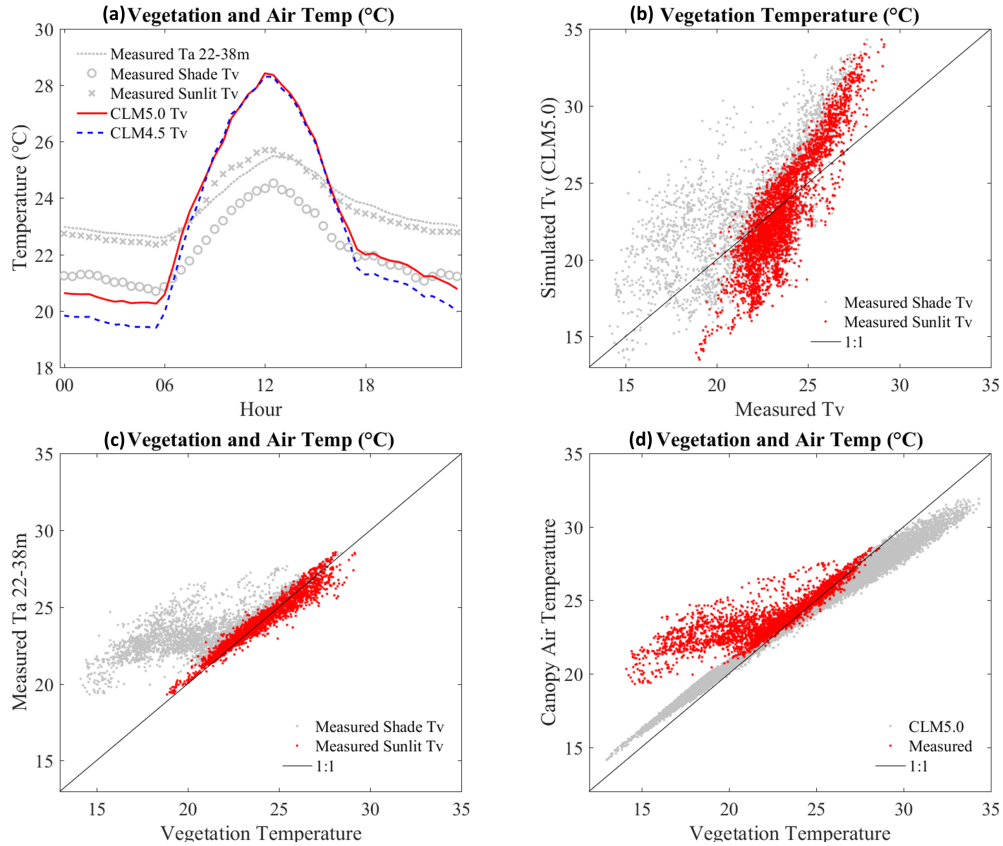 (a) Vegetation and Air Temp (°C)
30
28
26
24
22
20
18
Temperature (°C)
Measured Ta 22-38m
Measured Shade Tv
Measured Sunlit Tv
CLM5.0 Tv
CLM4.5 Tv
00
06
12
18
Hour
(b) Vegetation Temperature (°C)
35
30
25
20
15
Simulated Tv (CLM5.0)
Measured Shade Tv
Measured Sunlit Tv
1:1
15
20
25
30
35
Measured Tv
(c) Vegetation and Air Temp (°C)
35
30
25
20
15
Measured Ta 22-38m
Measured Shade Tv
Measured Sunlit Tv
1:1
15
20
25
30
35
Vegetation Temperature
(d) Vegetation and Air Temp (°C)
35
30
25
20
15
Canopy Air Temperature
CLM5.0
Measured
1:1
15
20
25
30
35
Vegetation Temperature